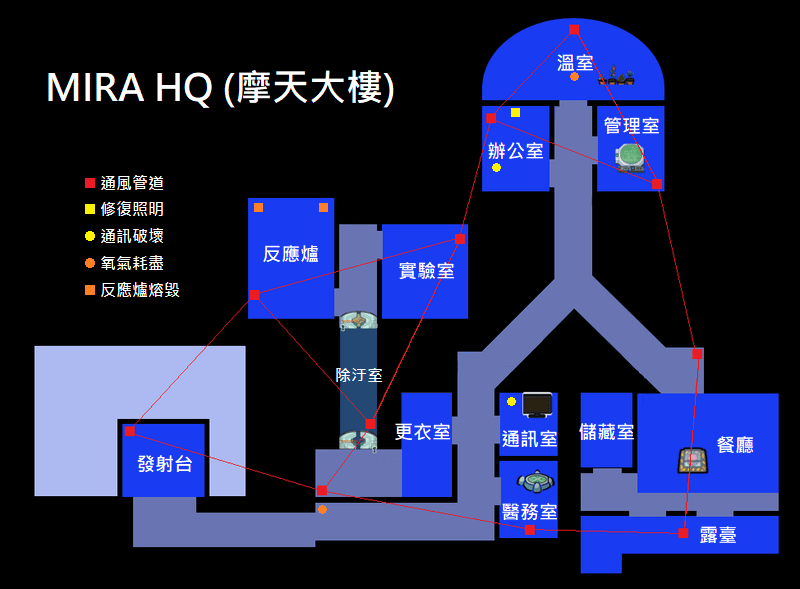 MIRA HQ (摩天大樓)
通風管道
修復照明
通訊破壞
氧氣耗盡
反應爐熔毀
溫室
辦公室
管理室
反應爐
實驗室
除汙室
更衣室
通訊室
儲藏室
餐廳
發射台
醫務室
露臺